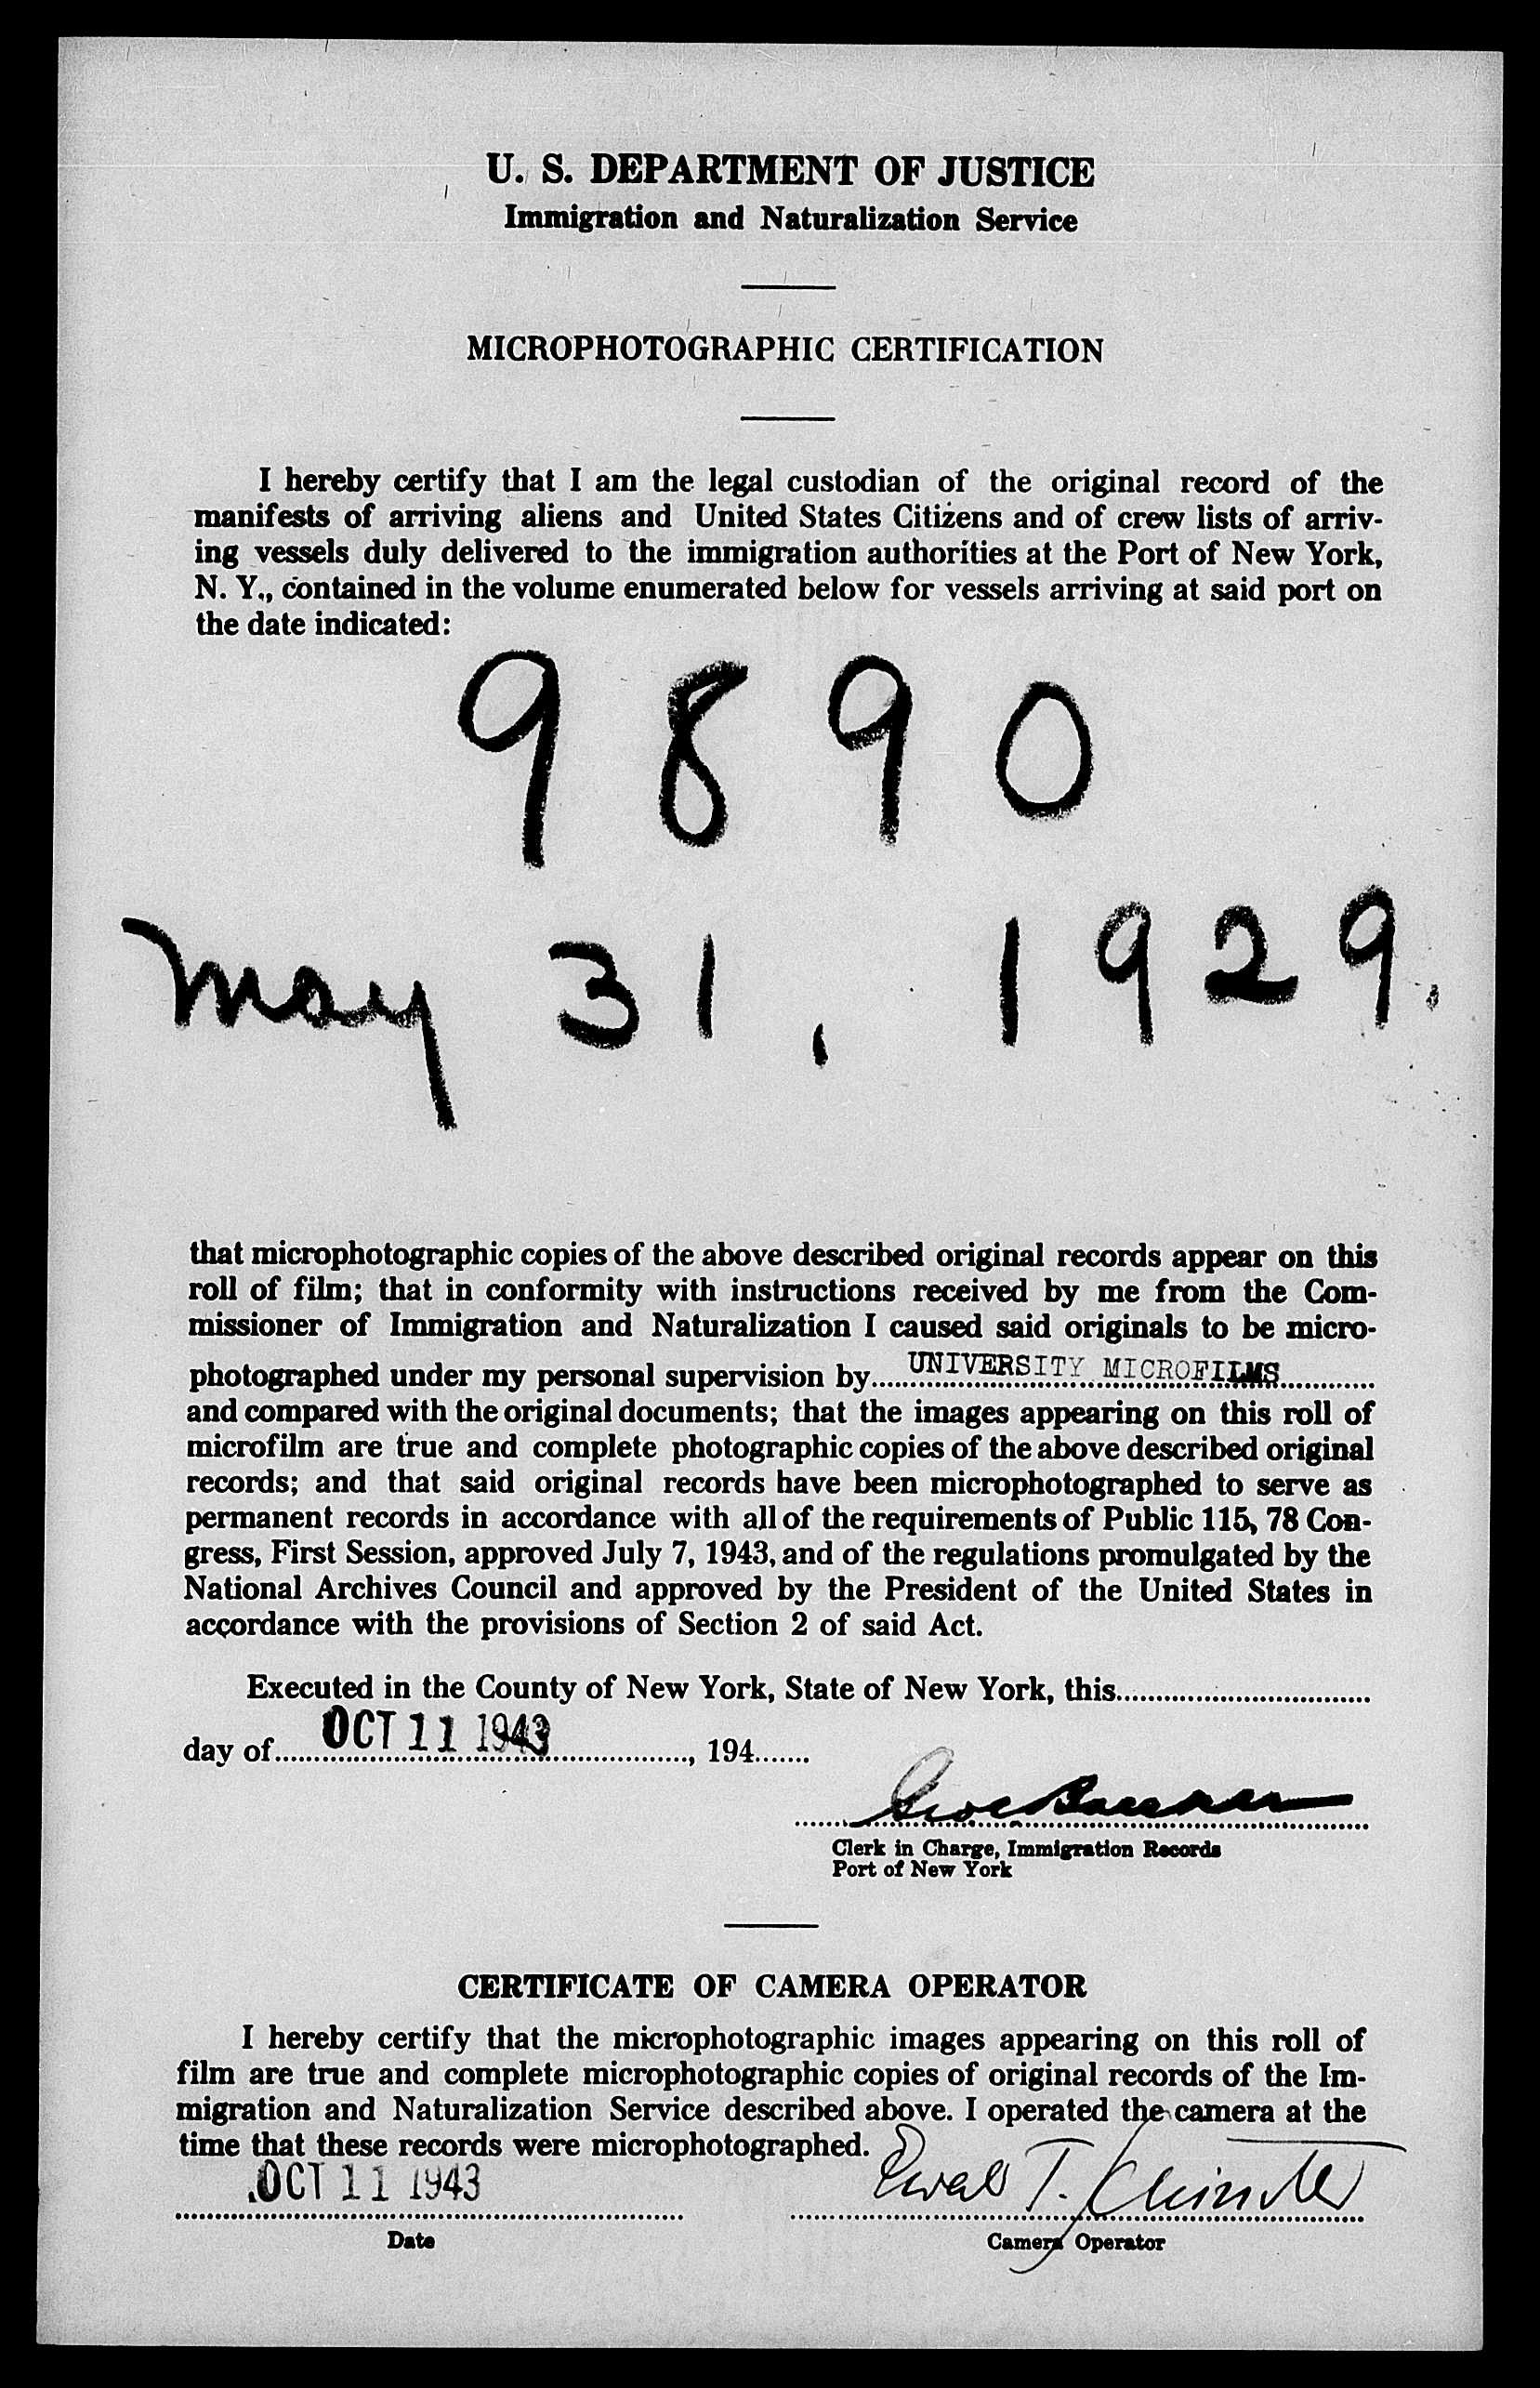 U. S. DEPARTMENT OF JUSTICE
Immigration and Naturalization Service
MICROPHOTOGRAPHIC CERTIFICATION
I hereby certify that I am the legal custodian of the original record of the
manifests of arriving aliens and United States Citizens and of crew lists of arriv-
ing vessels duly delivered to the immigration authorities at the Port of New York,
N. Y., contained in the volume enumerated below for vessels arriving at said port on
the date indicated:
9890
May 31, 1929.
that microphotographic copies of the above described original records appear on this
roll of film; that in conformity with instructions received by me from the Com-
missioner of Immigration and Naturalization I caused said originals to be micro-
photographed under my personal supervision by UNIVERSITY MICROFILMS
and compared with the original documents; that the images appearing on this roll of
microfilm are true and complete photographic copies of the above described original
records; and that said original records have been microphotographed to serve as
permanent records in accordance with all of the requirements of Public 115, 78 Con-
gress, First Session, approved July 7, 1943, and of the regulations promulgated by the
National Archives Council and approved by the President of the United States in
accordance with the provisions of Section 2 of said Act.
Executed in the County of New York, State of New York, this
day of OCT 11 1943, 194
Clerk in Charge, Immigration Records
Port of New York
CERTIFICATE OF CAMERA OPERATOR
I hereby certify that the microphotographic images appearing on this roll of
film are true and complete microphotographic copies of original records of the Im-
migration and Naturalization Service described above. I operated the camera at the
time that these records were microphotographed.
OCT 11 1943
T.
Date
Camera Operator